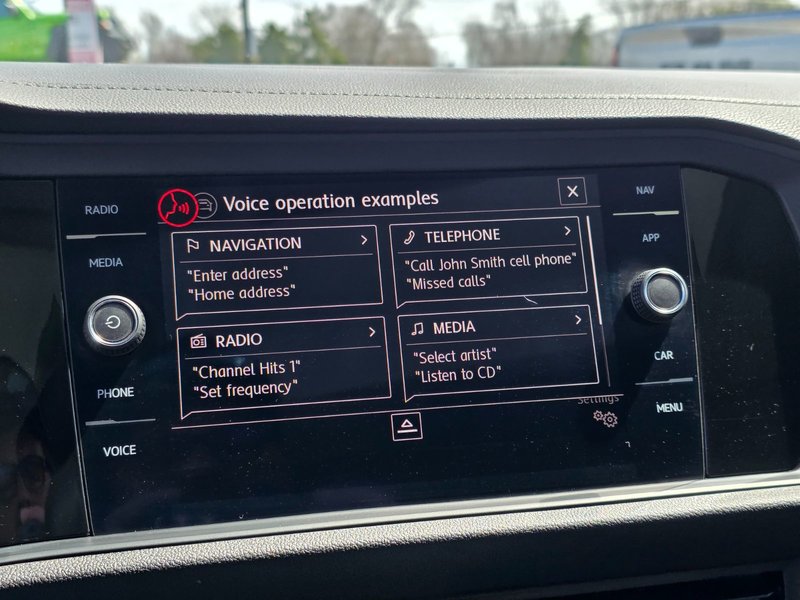 RADIO
MEDIA
PHONE
VOICE
Voice operation examples
NAVIGATION
"Enter address"
"Home address"
TELEPHONE
"Call John Smith cell phone"
"Missed calls"
RADIO
"Channel Hits 1"
"Set frequency"
MEDIA
"Select artist"
"Listen to CD"
Settings
NAV
APP
CAR
MENU